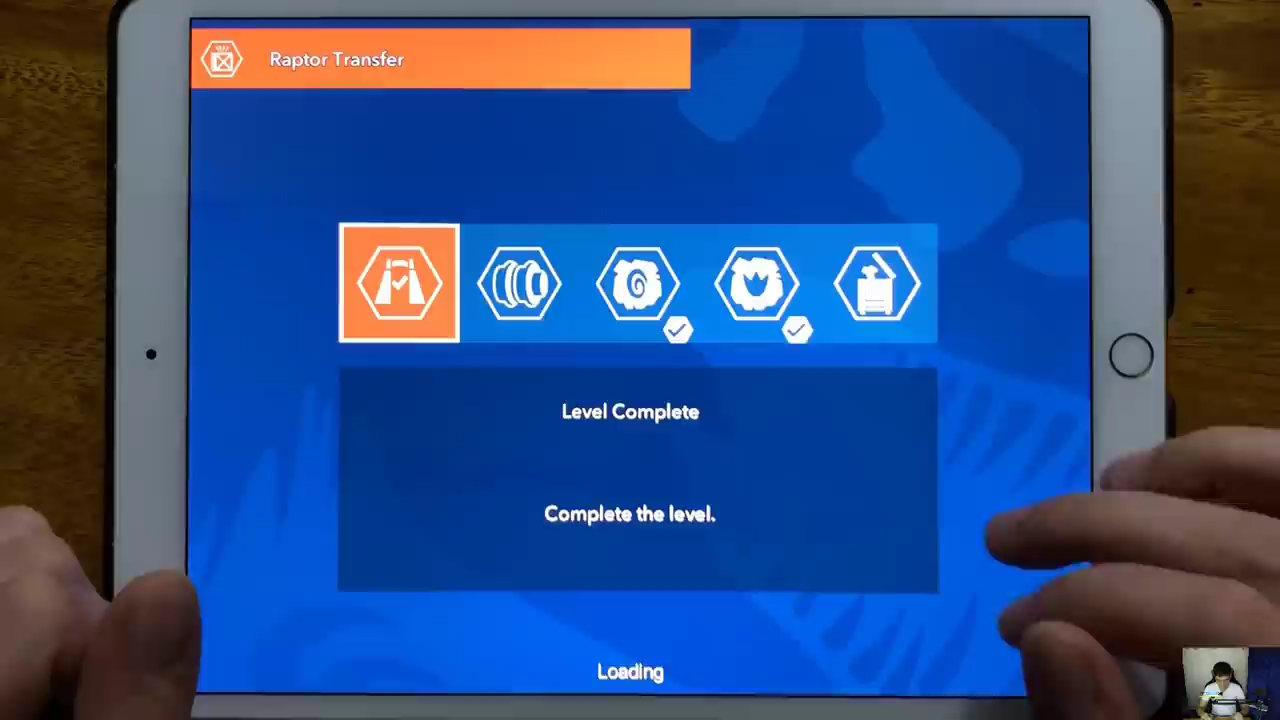 Raptor Transfer
Level Complete
Complete the level.
Loading